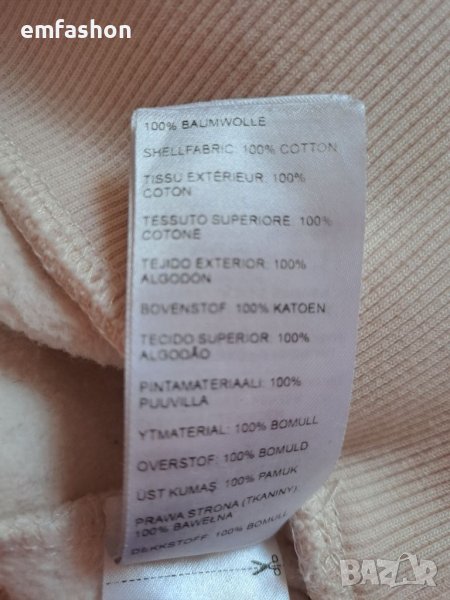 emfashon
100% BAUMWOLLE
SHELLFABRIC: 100% COTTON
TISSU EXTÉRIEUR: 100%
COTON
TESSUTO SUPERIORE: 100%
COTONE
TEJIDO EXTERIOR: 100%
ALGODON
BOVENSTOF: 100% KATOEN
TECIDO SUPERIOR: 100%
ALGODÃO
PINTAMATERIAALI: 100%
PUUVILLA
YTMATERIAL: 100% BOMULL
OVERSTOF: 100% BOMULD
ÜST KUMAŞ: 100% PAMUK
PRAWA STRONA (TKANINY):
100% BAWEŁNA
DEKKSTOFF: 100% BOMULL
BAZAR